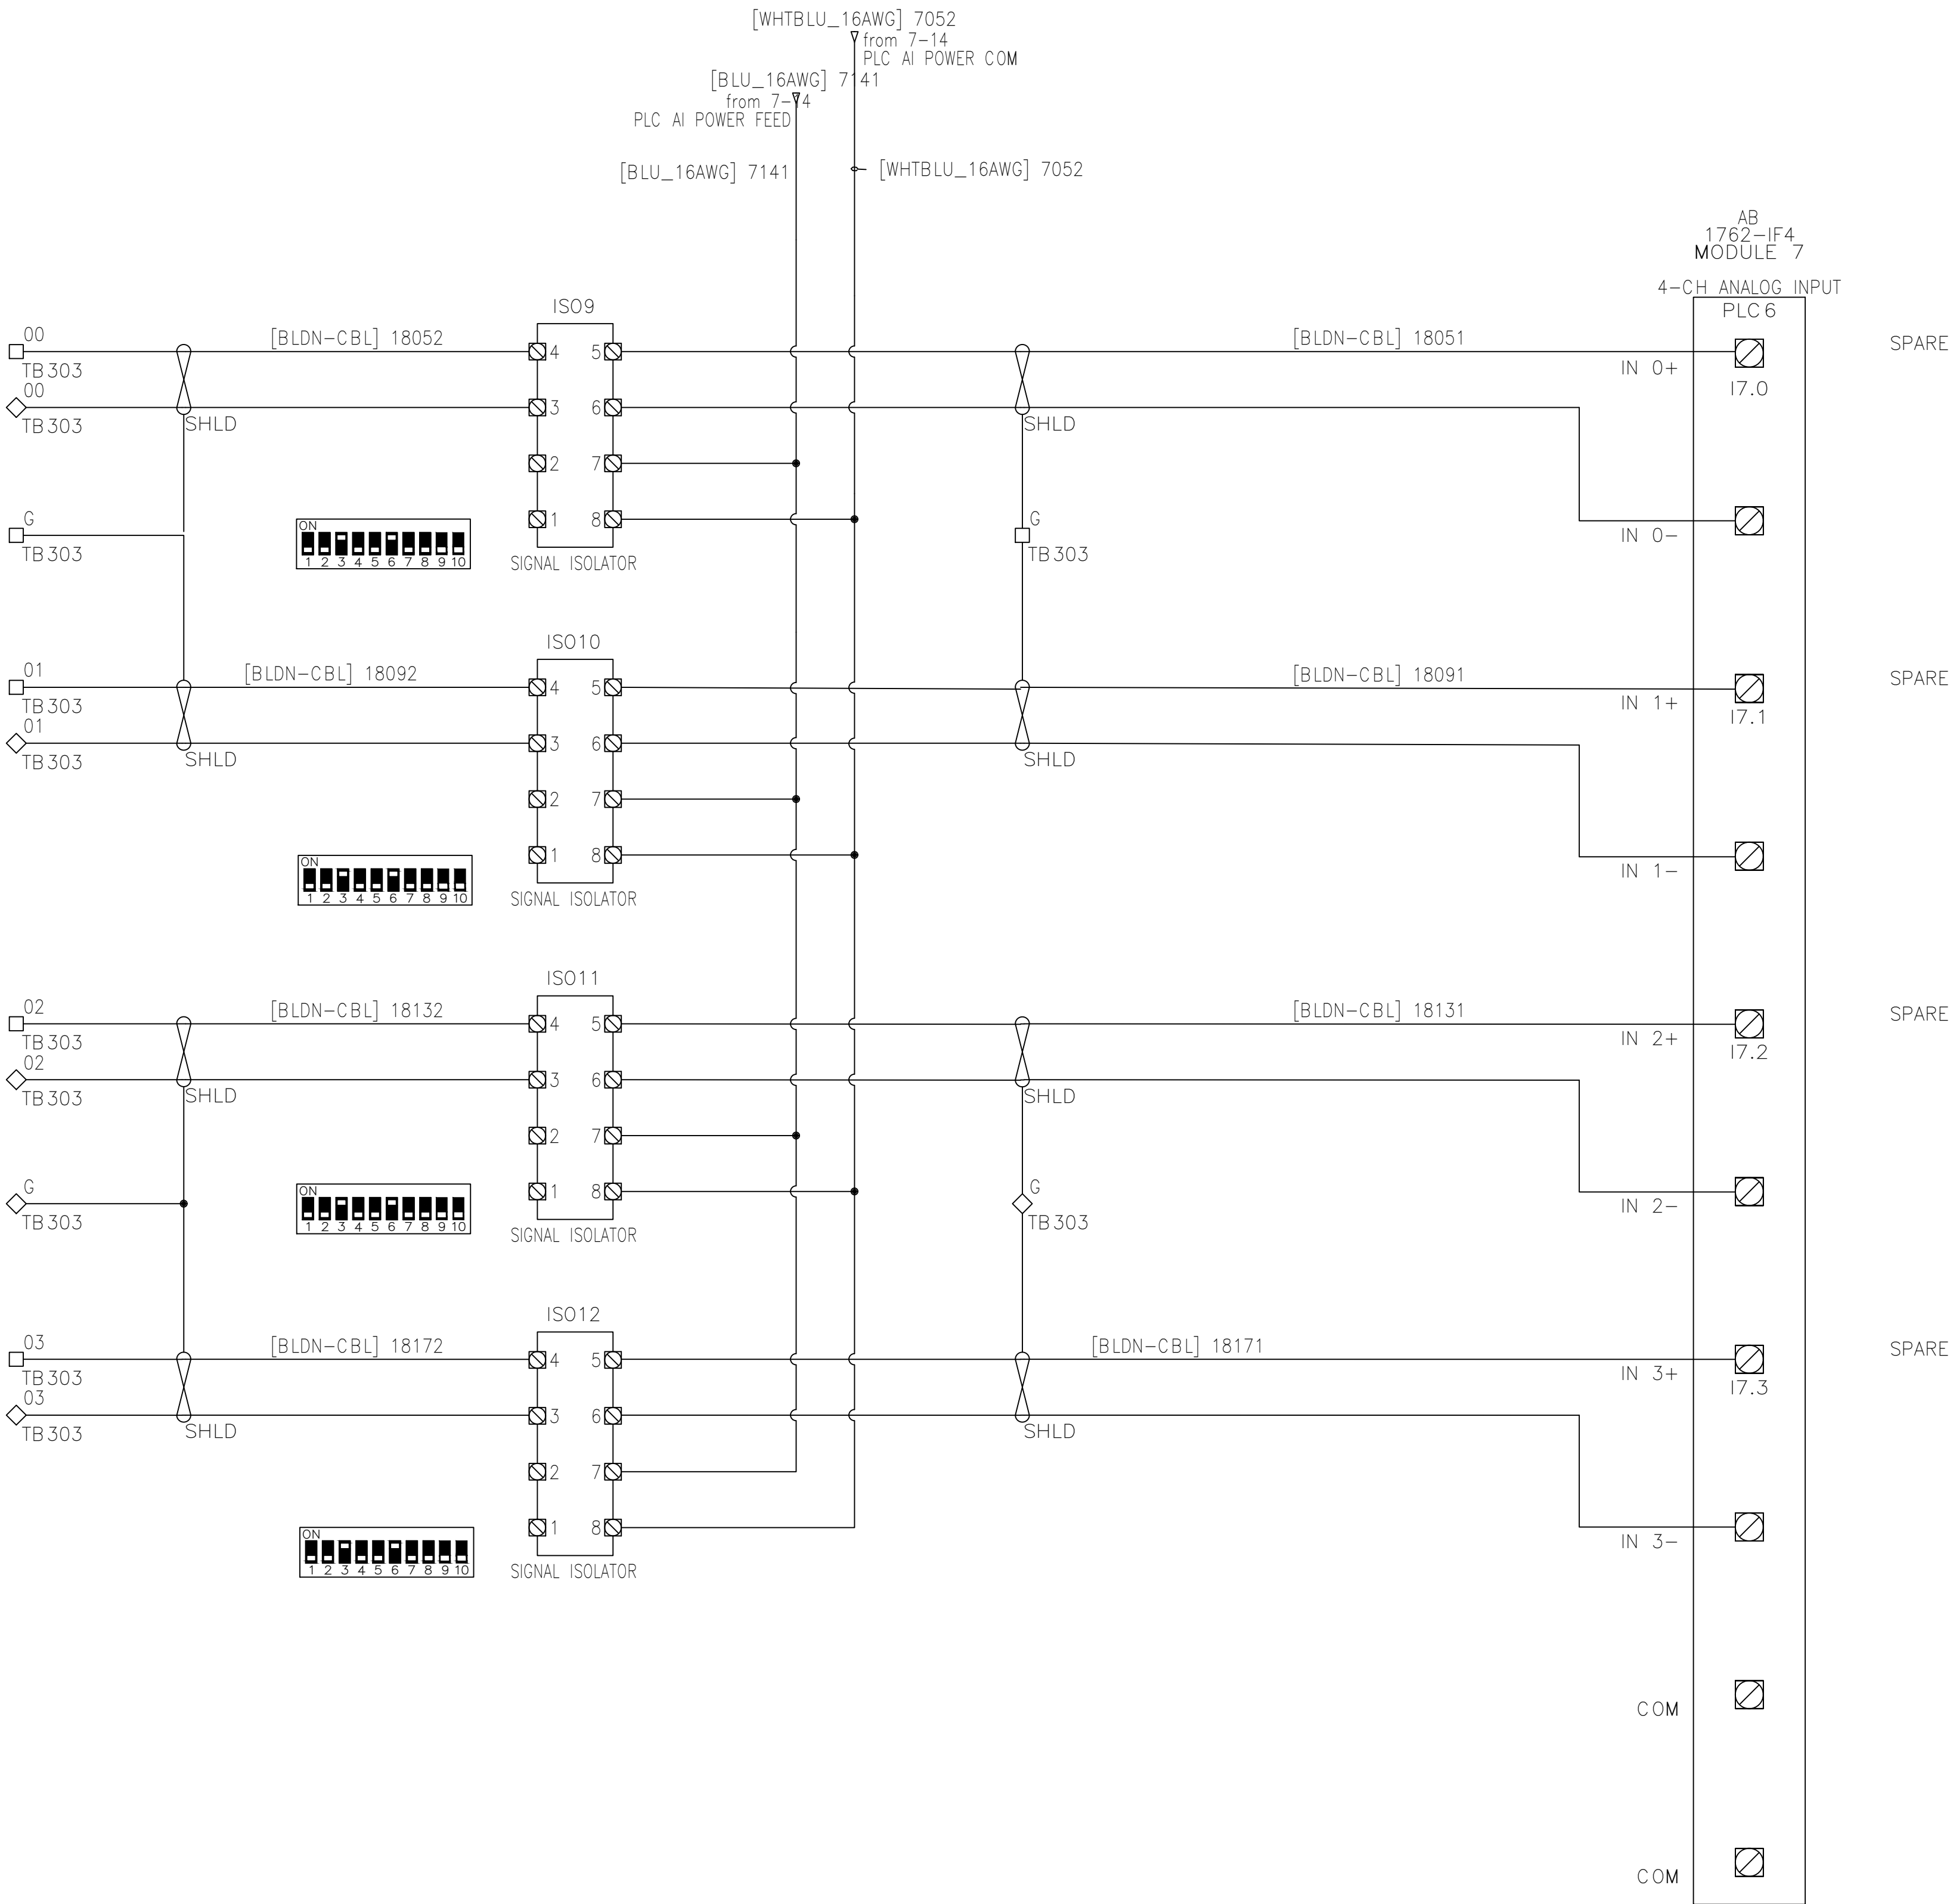 [WHTBLU_16AWG] 7052
from 7-14
PLC AI POWER COM
[BLU_16AWG] 7141
from 7-14
PLC AI POWER FEED
[BLU_16AWG] 7141
[WHTBLU_16AWG] 7052
AB
1762-IF4
MODULE 7
4-CH ANALOG INPUT
PLC6
ISO9
00
TB303
[BLDN-CBL] 18052
4 5
[BLDN-CBL] 18051
IN 0+
I7.0
SPARE
00
TB303
SHLD
3 6
SHLD
2 7
G
TB303
ON
1 2 3 4 5 6 7 8 9 10
1 8
SIGNAL ISOLATOR
G
TB303
IN 0-
ISO10
01
TB303
[BLDN-CBL] 18092
4 5
[BLDN-CBL] 18091
IN 1+
I7.1
SPARE
01
TB303
SHLD
3 6
SHLD
2 7
ON
1 2 3 4 5 6 7 8 9 10
1 8
SIGNAL ISOLATOR
IN 1-
ISO11
02
TB303
[BLDN-CBL] 18132
4 5
[BLDN-CBL] 18131
IN 2+
I7.2
SPARE
02
TB303
SHLD
3 6
SHLD
2 7
G
TB303
ON
1 2 3 4 5 6 7 8 9 10
1 8
SIGNAL ISOLATOR
G
TB303
IN 2-
ISO12
03
TB303
[BLDN-CBL] 18172
4 5
[BLDN-CBL] 18171
IN 3+
I7.3
SPARE
03
TB303
SHLD
3 6
SHLD
2 7
ON
1 2 3 4 5 6 7 8 9 10
1 8
SIGNAL ISOLATOR
IN 3-
COM
COM